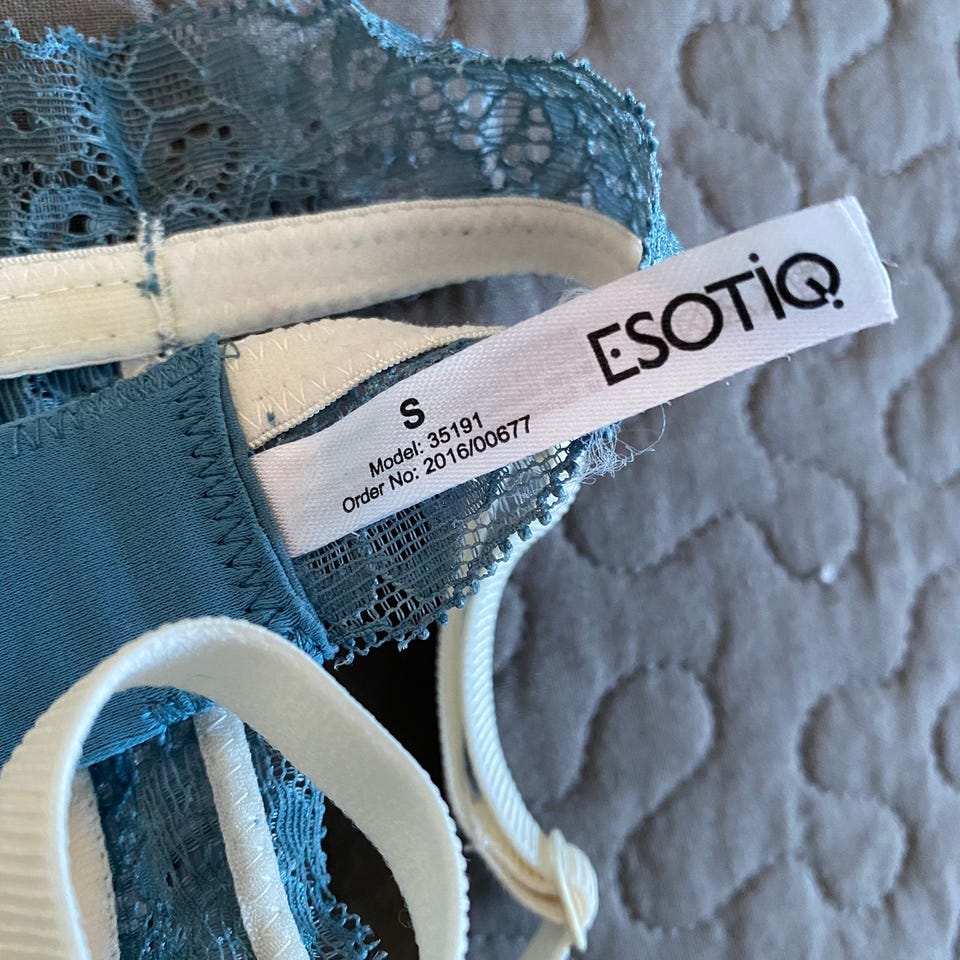 ESOTiQ
S
Model: 35191
Order No: 2016/00677